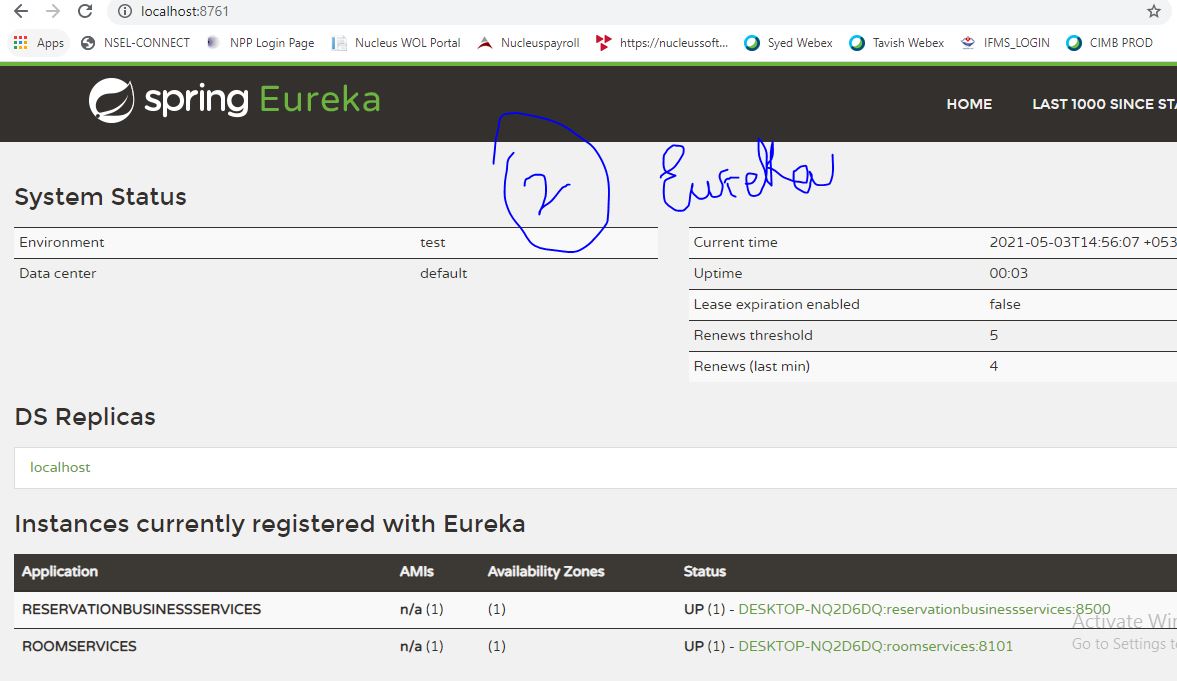 localhost:8761
Apps NSEL-CONNECT NPP Login Page Nucleus WOL Portal Nucleuspayroll https://nucleussoft... Syed Webex Tavish Webex IFMS_LOGIN CIMB PROD
spring Eureka
HOME LAST 1000 SINCE STA
2 Eureka
System Status
Environment test
Data center default
Current time 2021-05-03T14:56:07 +053
Uptime 00:03
Lease expiration enabled false
Renews threshold 5
Renews (last min) 4
DS Replicas
localhost
Instances currently registered with Eureka
Application AMIs Availability Zones Status
RESERVATIONBUSINESSSERVICES n/a (1) (1) UP (1) - DESKTOP-NQ2D6DQ:reservationbusinessservices:8500
ROOMSERVICES n/a (1) (1) UP (1) - DESKTOP-NQ2D6DQ:roomservices:8101
Activate Win
Go to Settings t